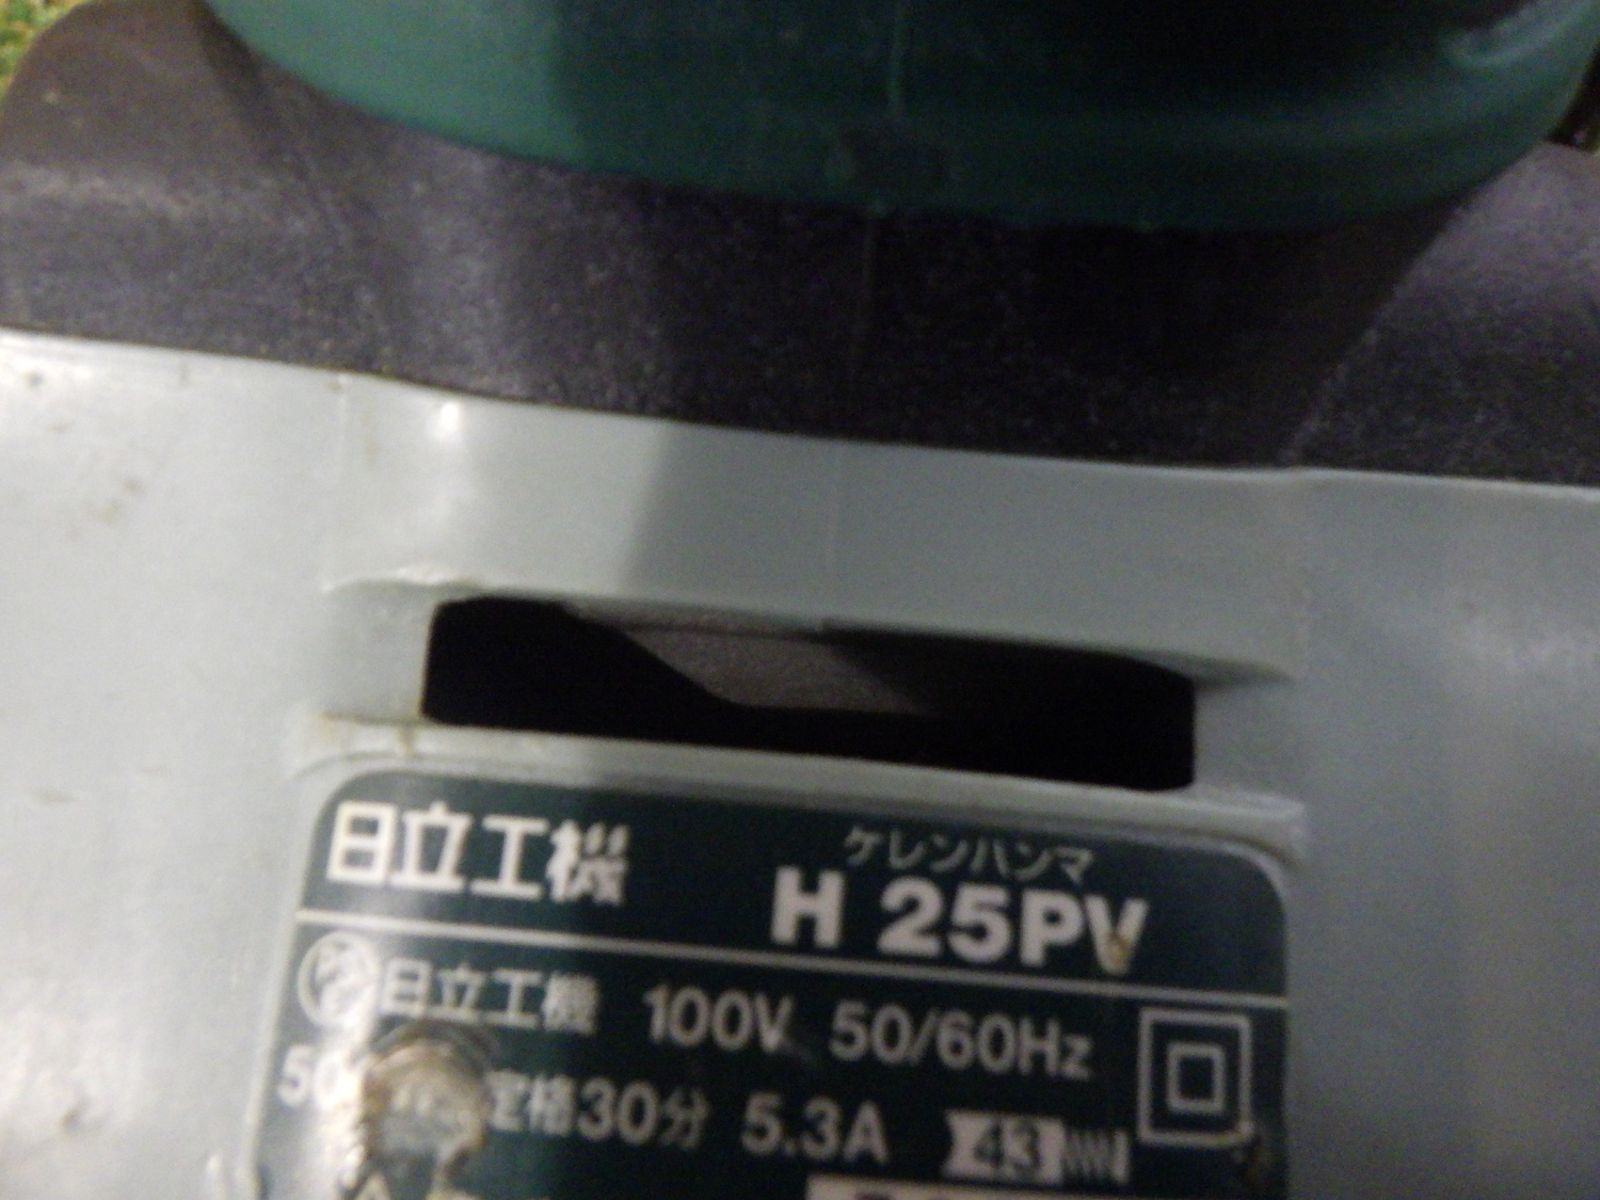 日立工機
ケレンハンマ
H 25PV
日立工機 100V 50/60Hz
定格30分 5.3A 43